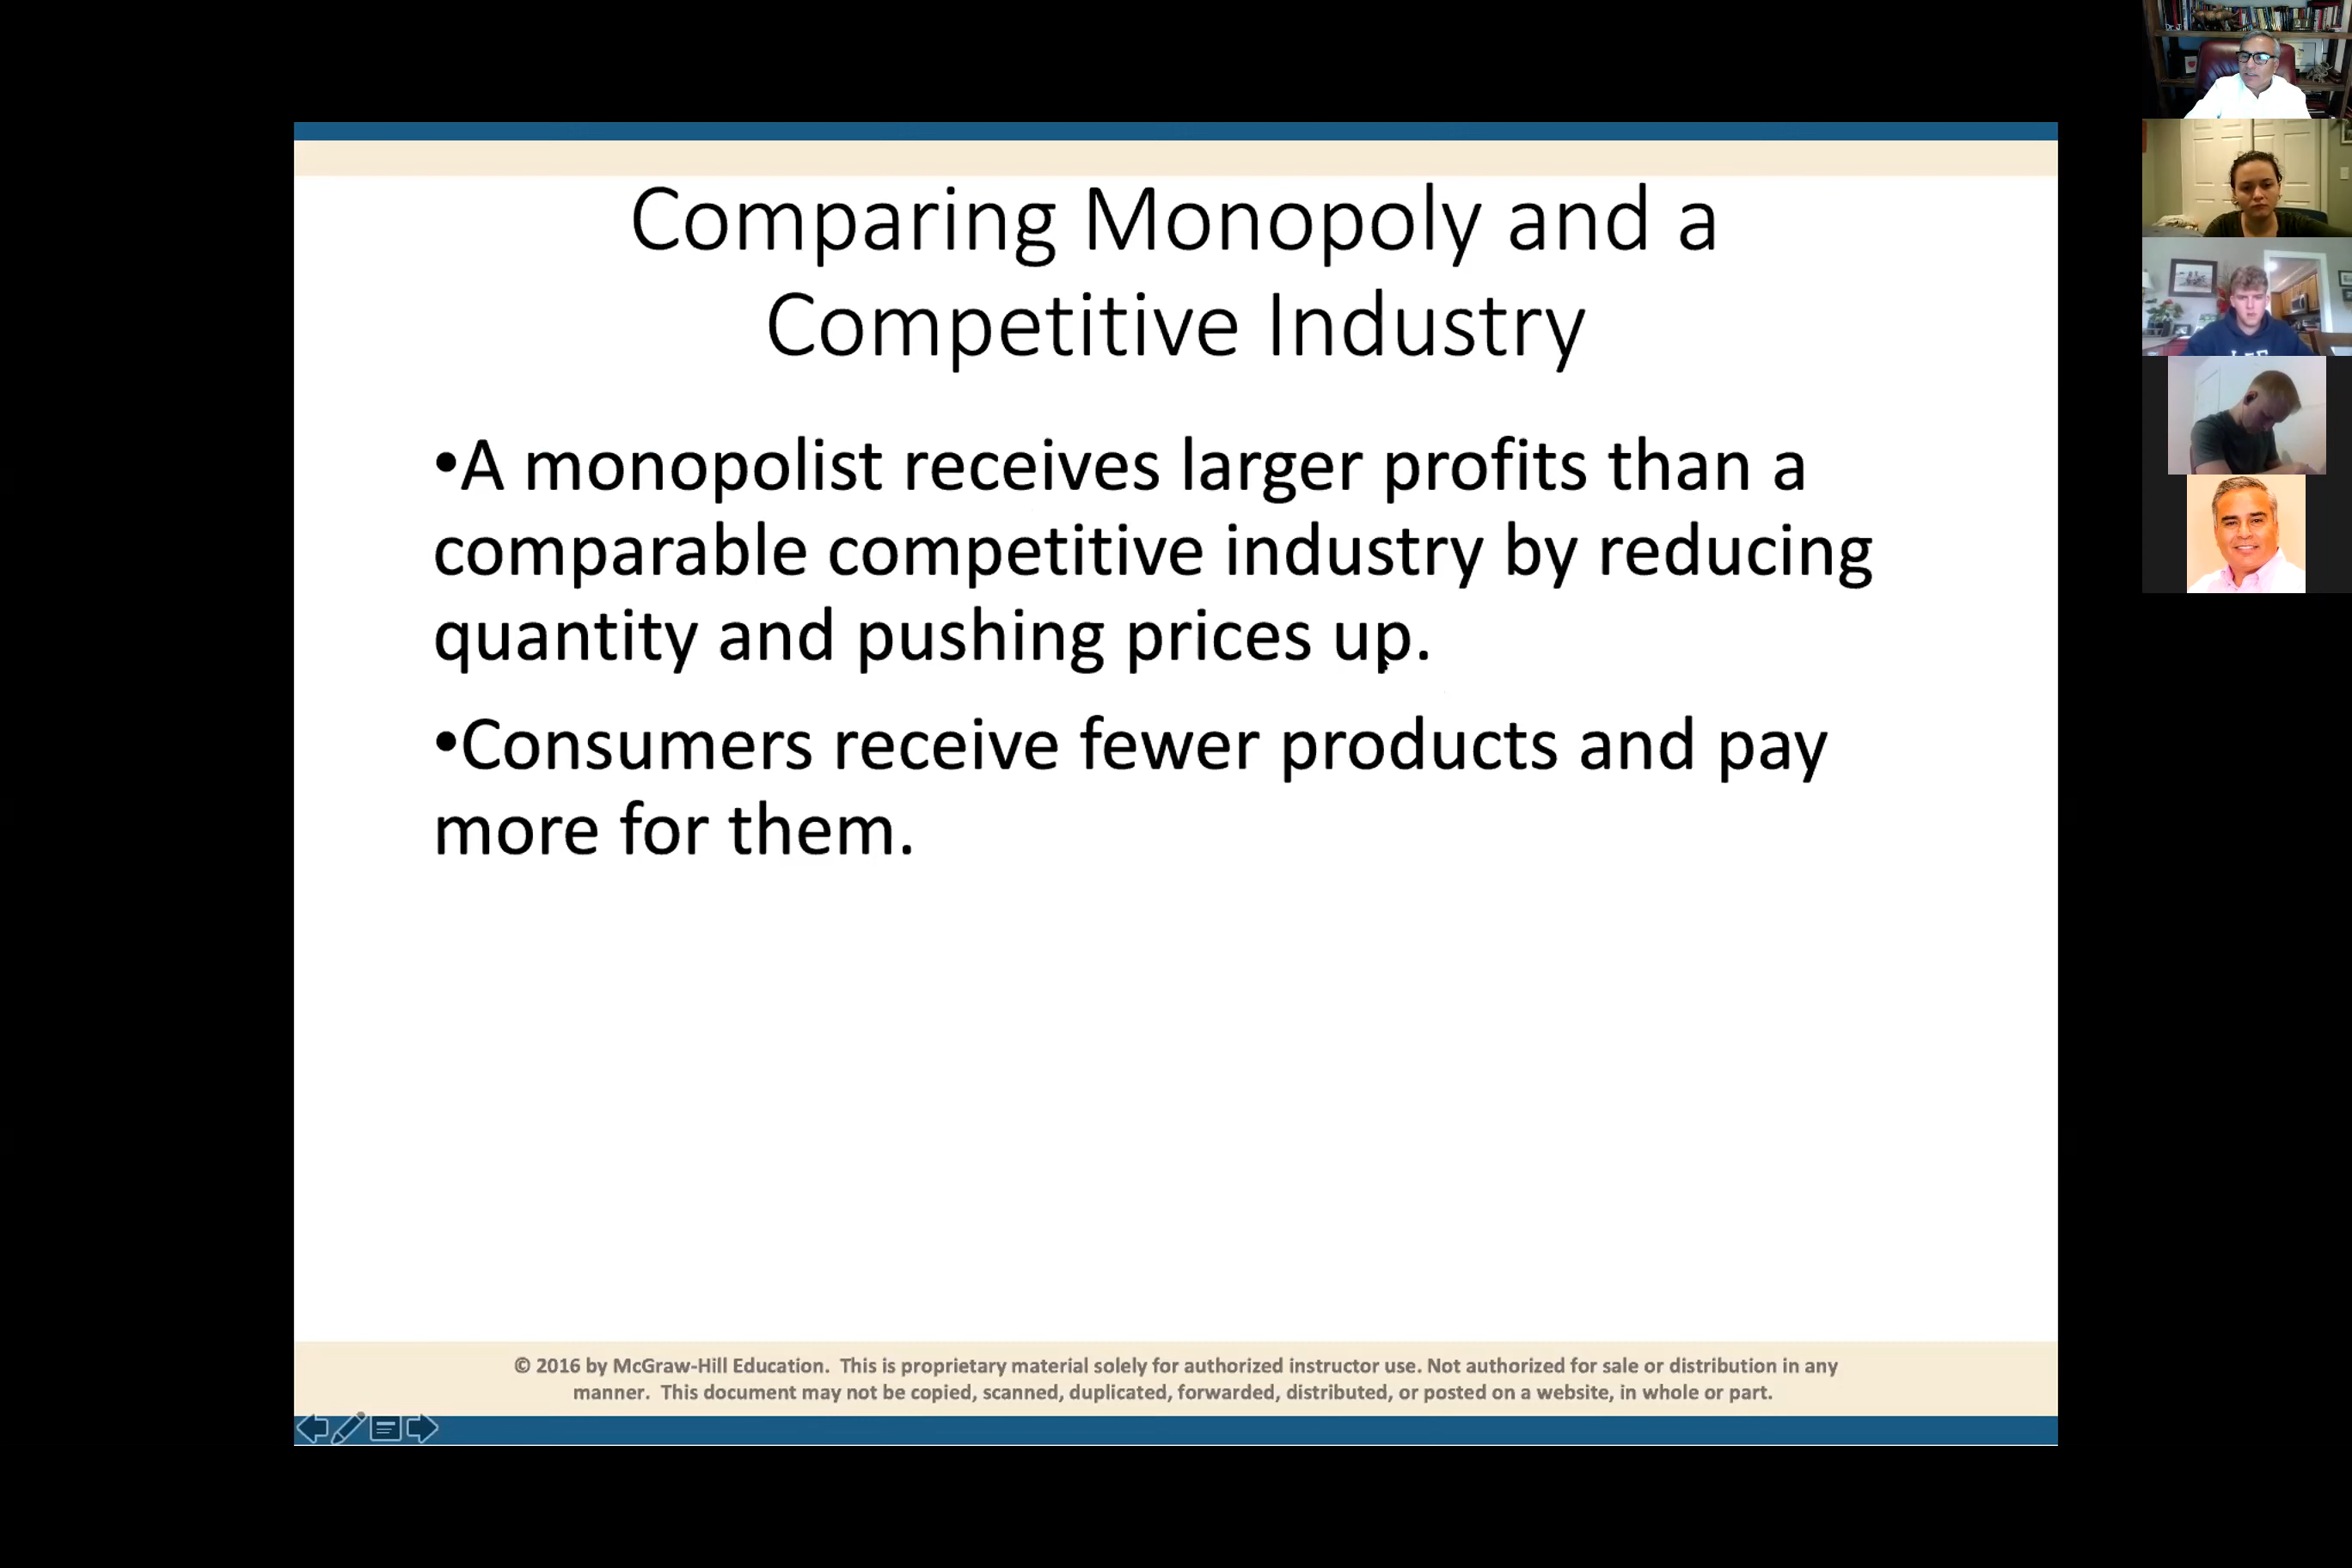 Comparing Monopoly and a
Competitive Industry
•A monopolist receives larger profits than a
comparable competitive industry by reducing
quantity and pushing prices up.
•Consumers receive fewer products and pay
more for them.
© 2016 by McGraw-Hill Education.  This is proprietary material solely for authorized instructor use. Not authorized for sale or distribution in any
manner.  This document may not be copied, scanned, duplicated, forwarded, distributed, or posted on a website, in whole or part.